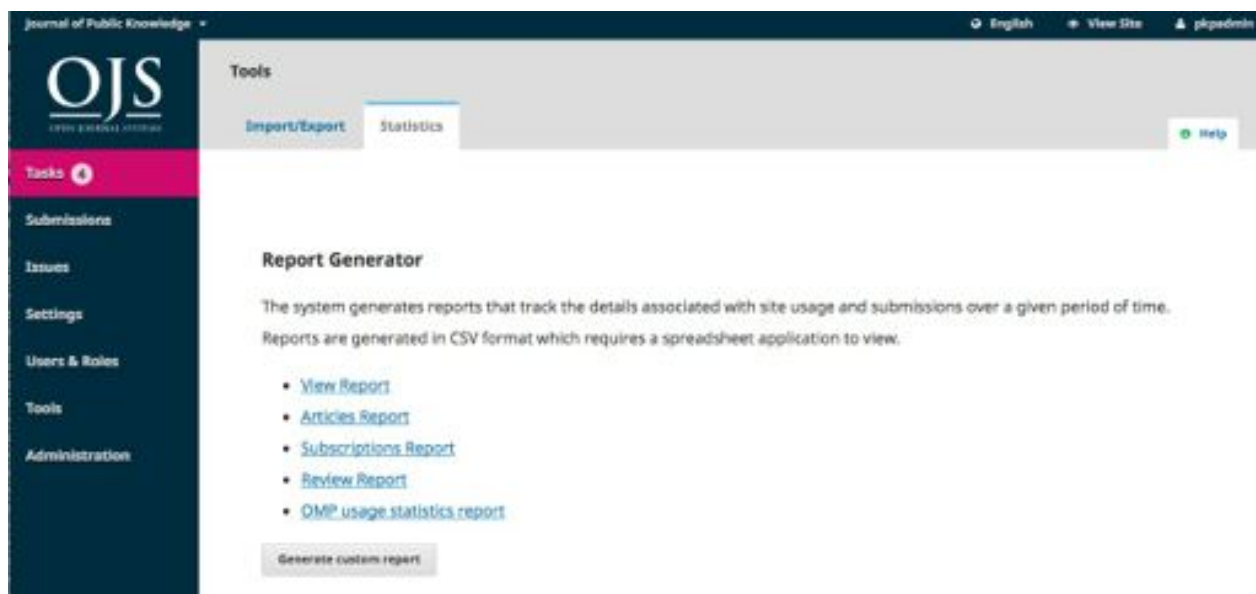 Journal of Public Knowledge
English
View Site
pkpadmin
OJS
OPEN JOURNAL SYSTEMS
Tools
Import/Export
Statistics
Help
Tasks 4
Submissions
Issues
Settings
Users & Roles
Tools
Administration
Report Generator
The system generates reports that track the details associated with site usage and submissions over a given period of time.
Reports are generated in CSV format which requires a spreadsheet application to view.
View Report
Articles Report
Subscriptions Report
Review Report
OMP usage statistics report
Generate custom report